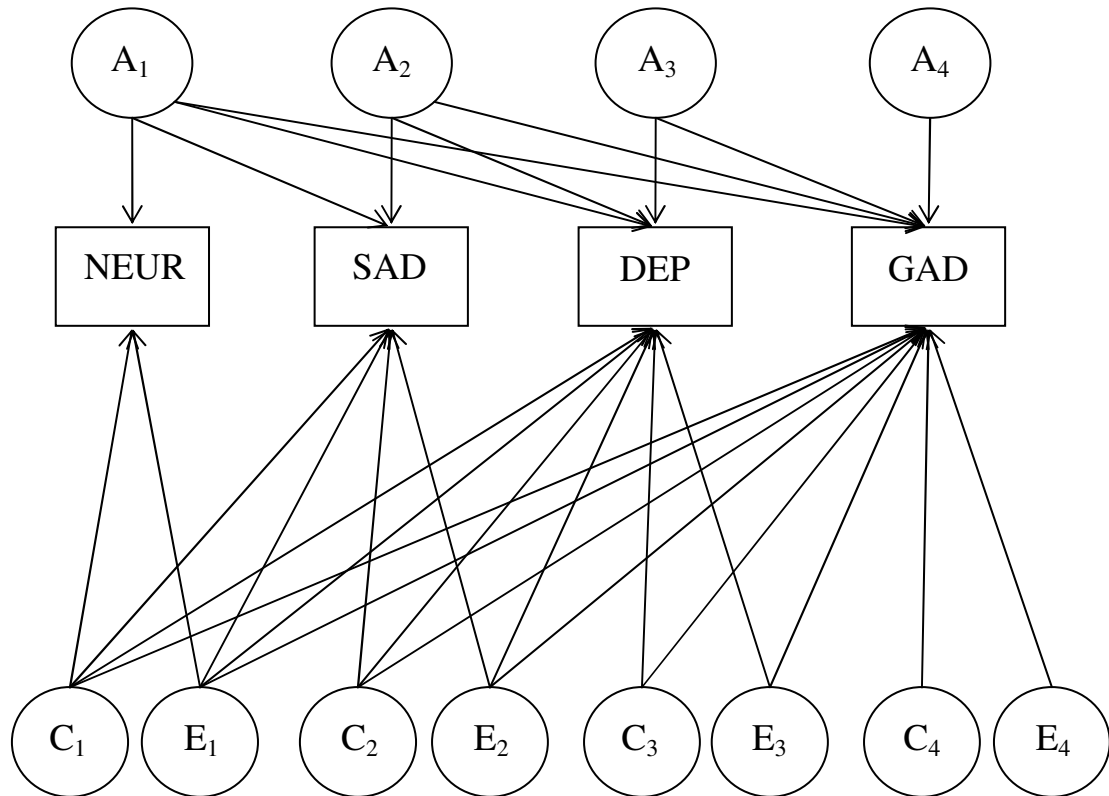 A₁ A₂ A₃ A₄
NEUR SAD DEP GAD
C₁ E₁ C₂ E₂ C₃ E₃ C₄ E₄